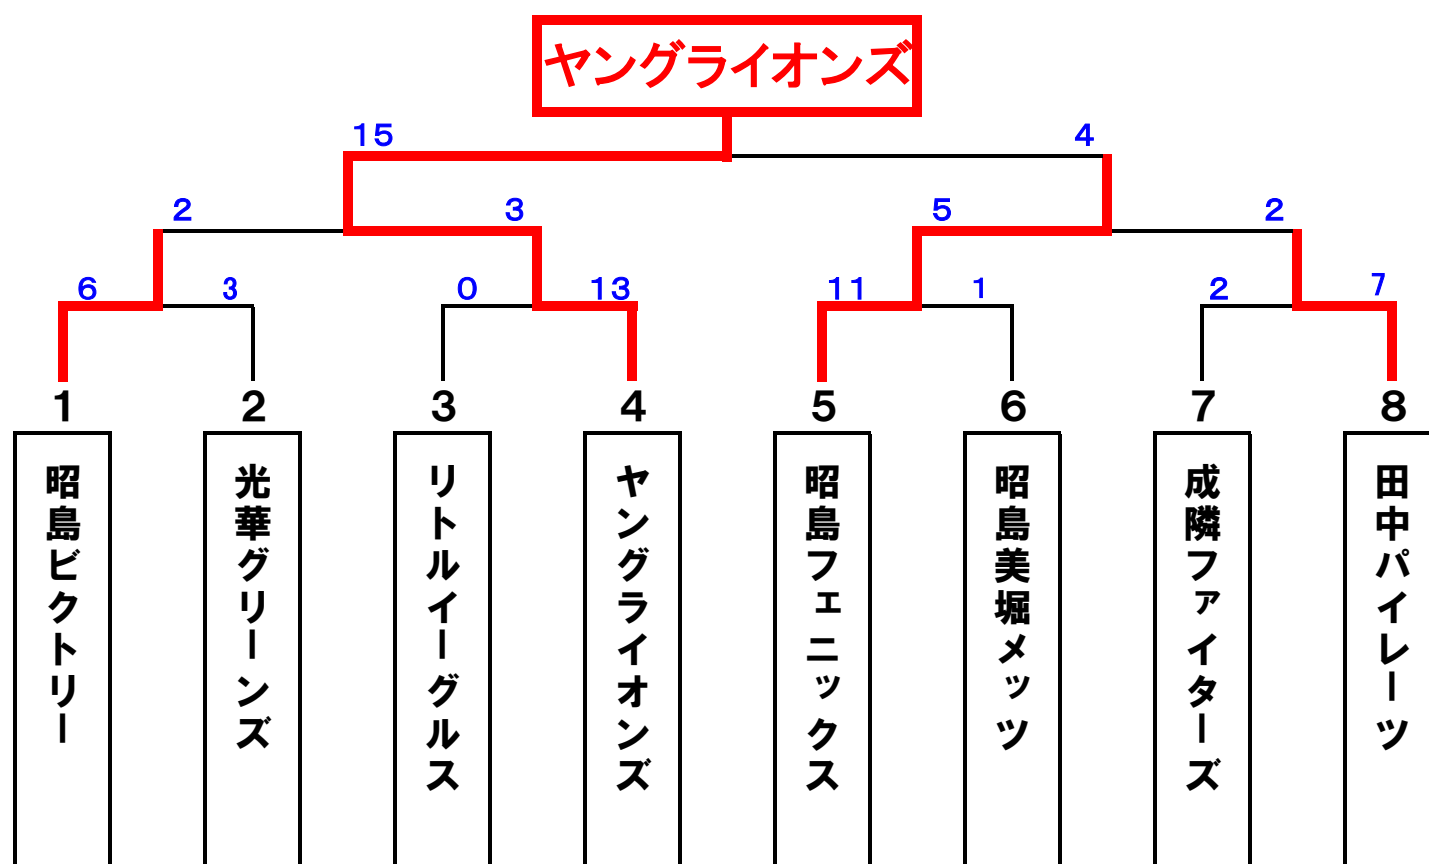 ヤングライオンズ
15 4
2 3 5 2
6 3 0 13 11 1 2 7
1 2 3 4 5 6 7 8
昭島ビクトリー
光華グリーンズ
リトルイーグルス
ヤングライオンズ
昭島フェニックス
昭島美堀メッツ
成隣ファイターズ
田中パイレーツ